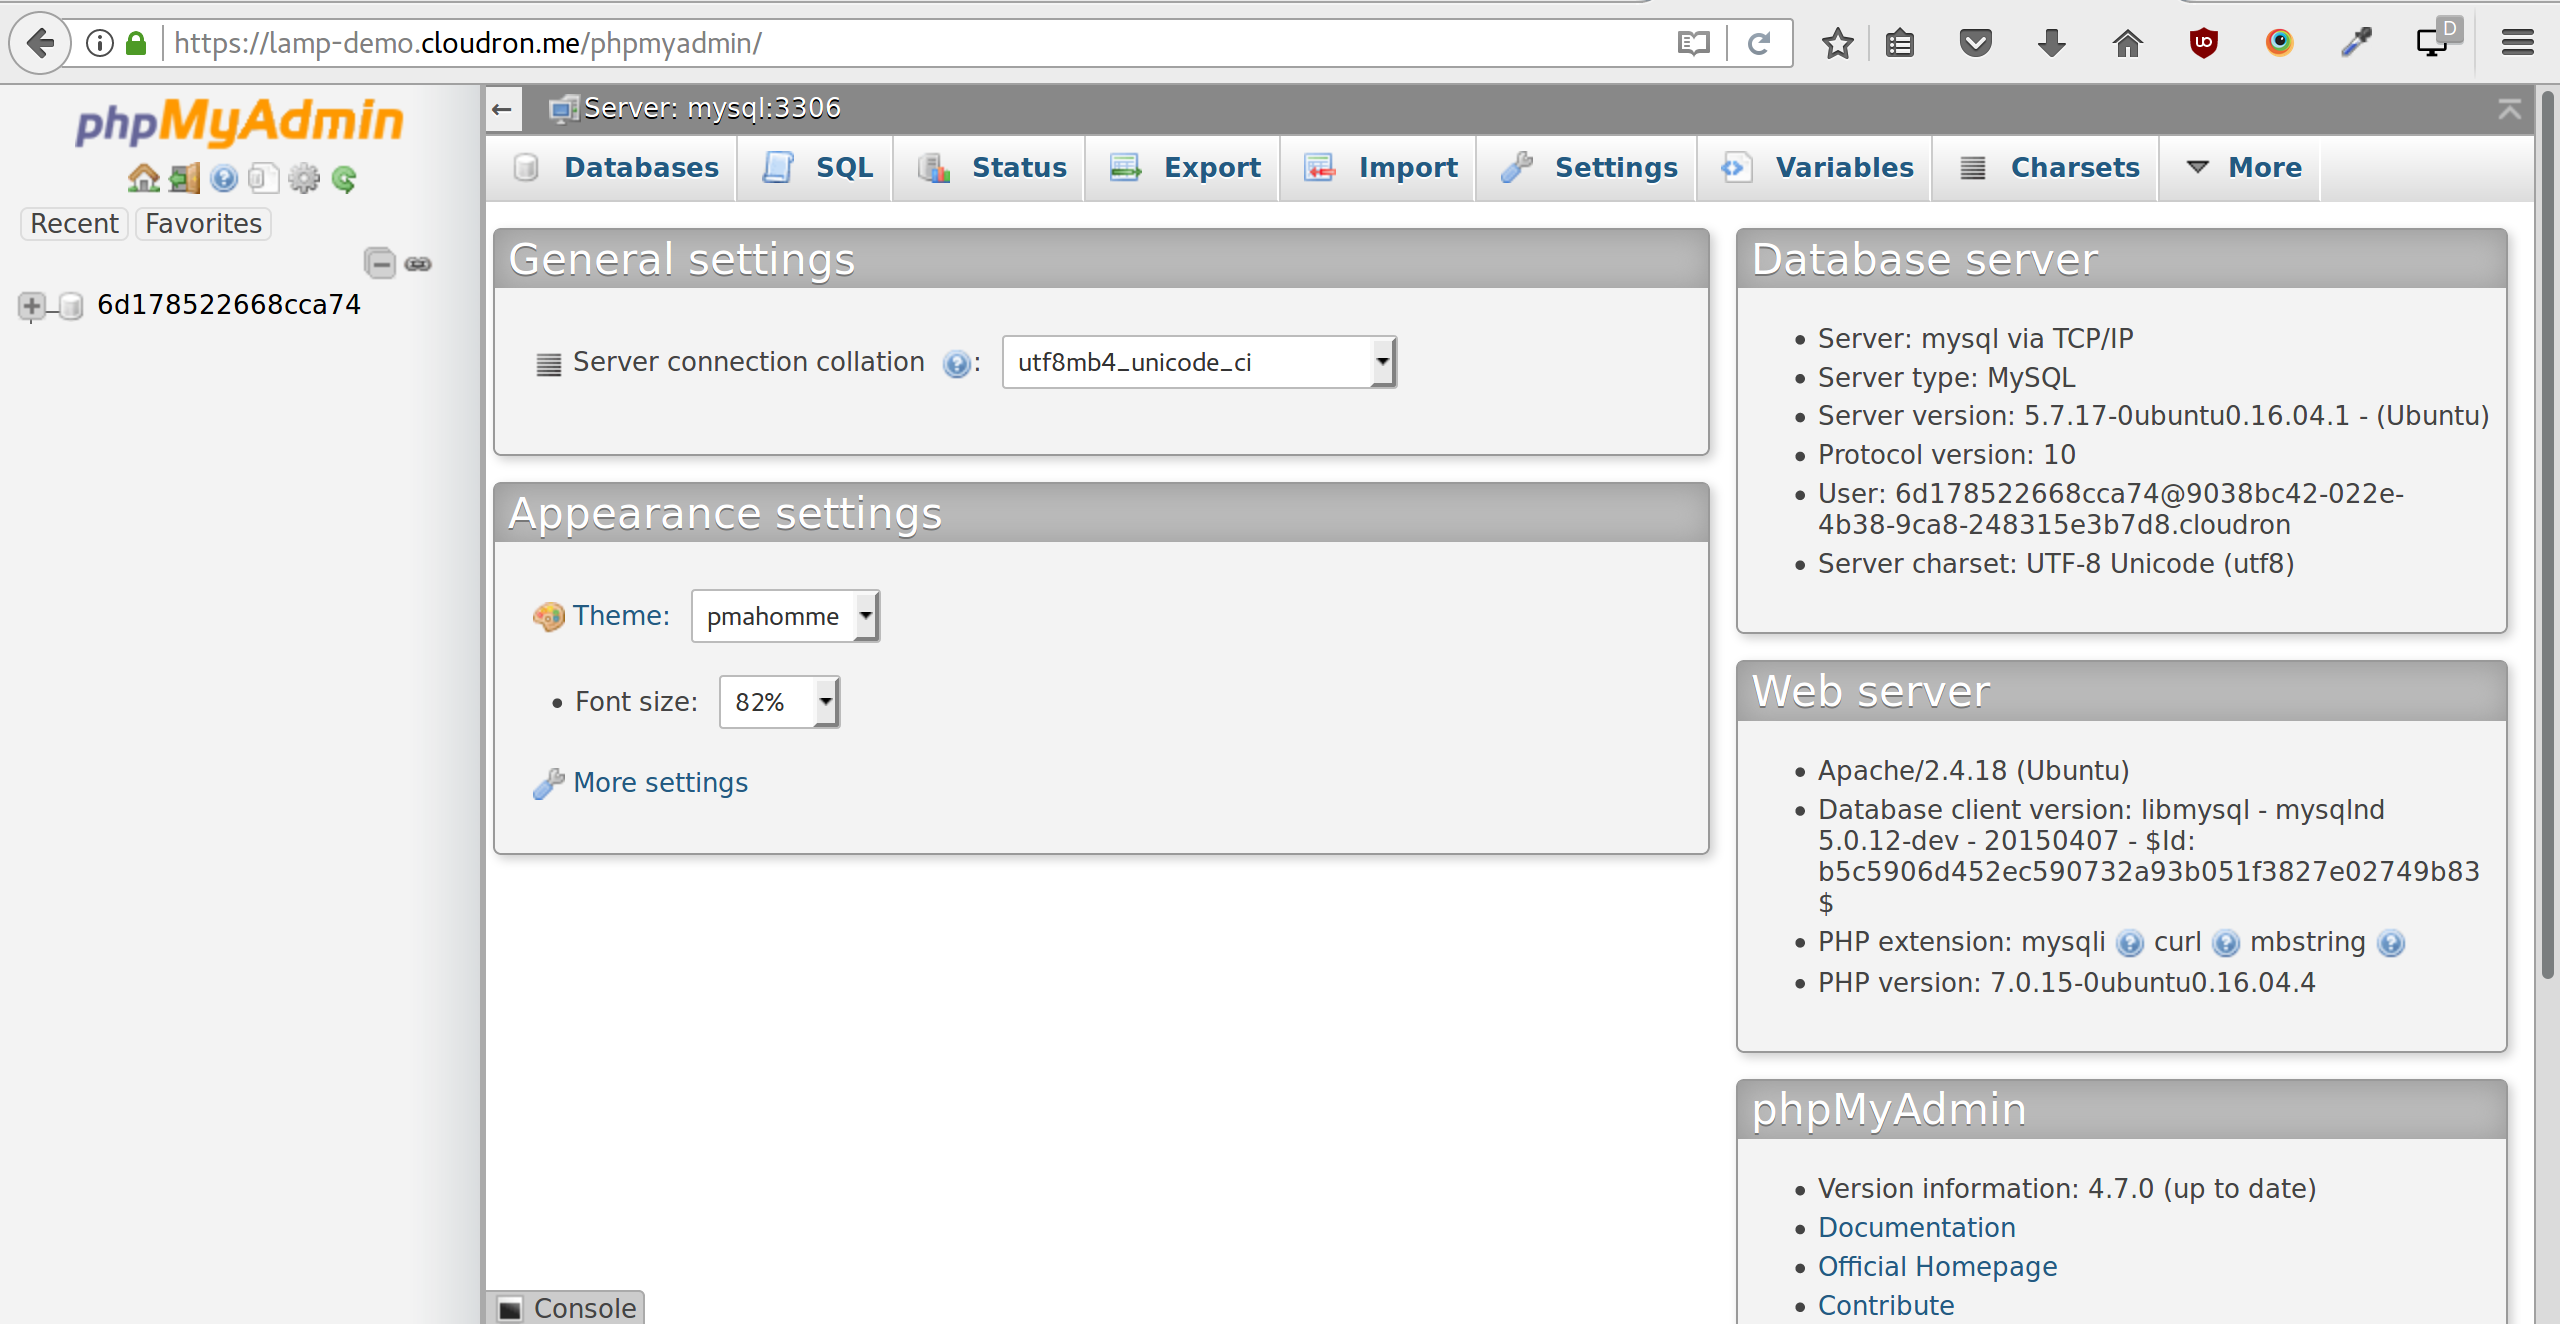 https://lamp-demo.cloudron.me/phpmyadmin/
D
phpMyAdmin
Recent Favorites
6d178522668cca74
← Server: mysql:3306
Databases SQL Status Export Import Settings Variables Charsets More
General settings
Server connection collation : utf8mb4_unicode_ci
Appearance settings
Theme: pmahomme
• Font size: 82%
More settings
Database server
• Server: mysql via TCP/IP
• Server type: MySQL
• Server version: 5.7.17-0ubuntu0.16.04.1 - (Ubuntu)
• Protocol version: 10
• User: 6d178522668cca74@9038bc42-022e-
4b38-9ca8-248315e3b7d8.cloudron
• Server charset: UTF-8 Unicode (utf8)
Web server
• Apache/2.4.18 (Ubuntu)
• Database client version: libmysql - mysqlnd
5.0.12-dev - 20150407 - $Id:
b5c5906d452ec590732a93b051f3827e02749b83
$
• PHP extension: mysqli curl mbstring
• PHP version: 7.0.15-0ubuntu0.16.04.4
phpMyAdmin
• Version information: 4.7.0 (up to date)
• Documentation
• Official Homepage
• Contribute
Console